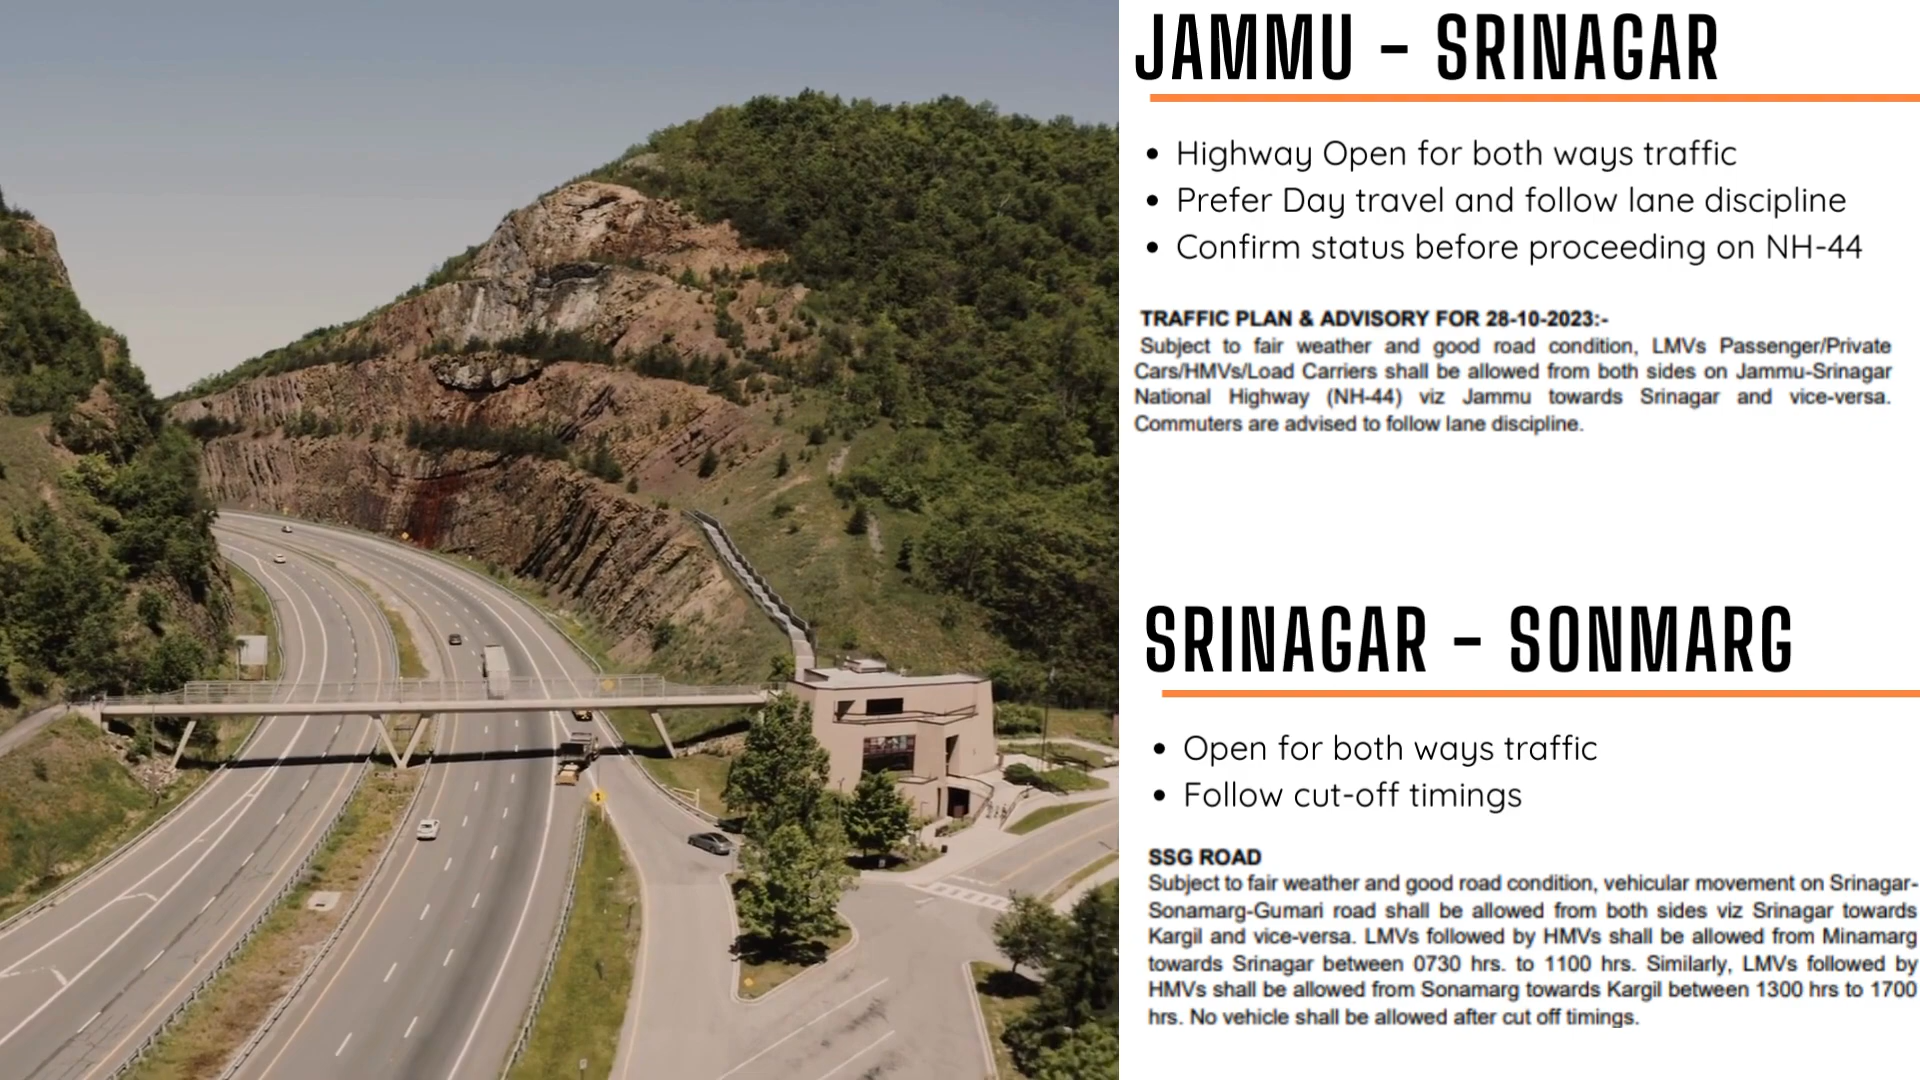 JAMMU - SRINAGAR
• Highway Open for both ways traffic
• Prefer Day travel and follow lane discipline
• Confirm status before proceeding on NH-44
TRAFFIC PLAN & ADVISORY FOR 28-10-2023:-
Subject to fair weather and good road condition, LMVs Passenger/Private
Cars/HMVs/Load Carriers shall be allowed from both sides on Jammu-Srinagar
National Highway (NH-44) viz Jammu towards Srinagar and vice-versa.
Commuters are advised to follow lane discipline.
SRINAGAR - SONMARG
• Open for both ways traffic
• Follow cut-off timings
SSG ROAD
Subject to fair weather and good road condition, vehicular movement on Srinagar-
Sonamarg-Gumari road shall be allowed from both sides viz Srinagar towards
Kargil and vice-versa. LMVs followed by HMVs shall be allowed from Minamarg
towards Srinagar between 0730 hrs. to 1100 hrs. Similarly, LMVs followed by
HMVs shall be allowed from Sonamarg towards Kargil between 1300 hrs to 1700
hrs. No vehicle shall be allowed after cut off timings.